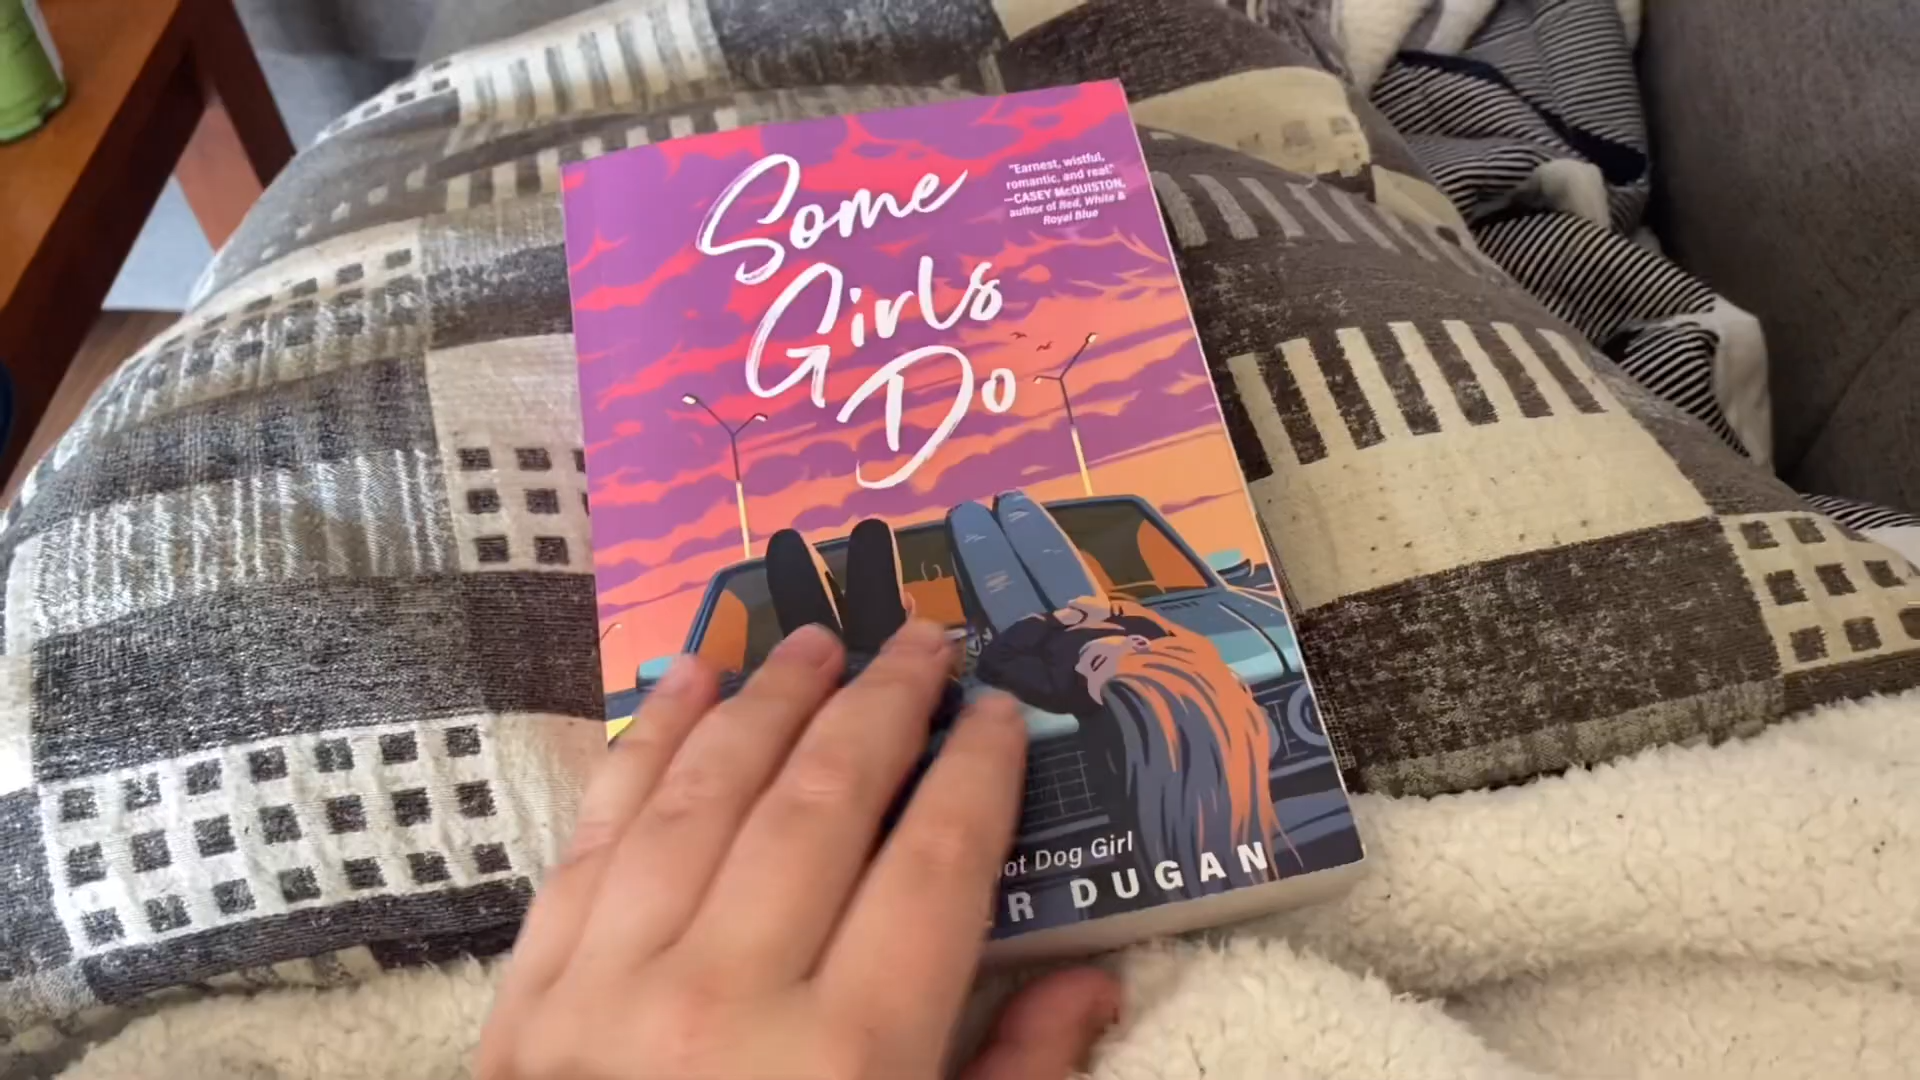 Some
Girls
Do
"Earnest, wistful,
romantic, and real."
—CASEY McQUISTON,
author of Red, White &
Royal Blue
ot Dog Girl
R DUGAN